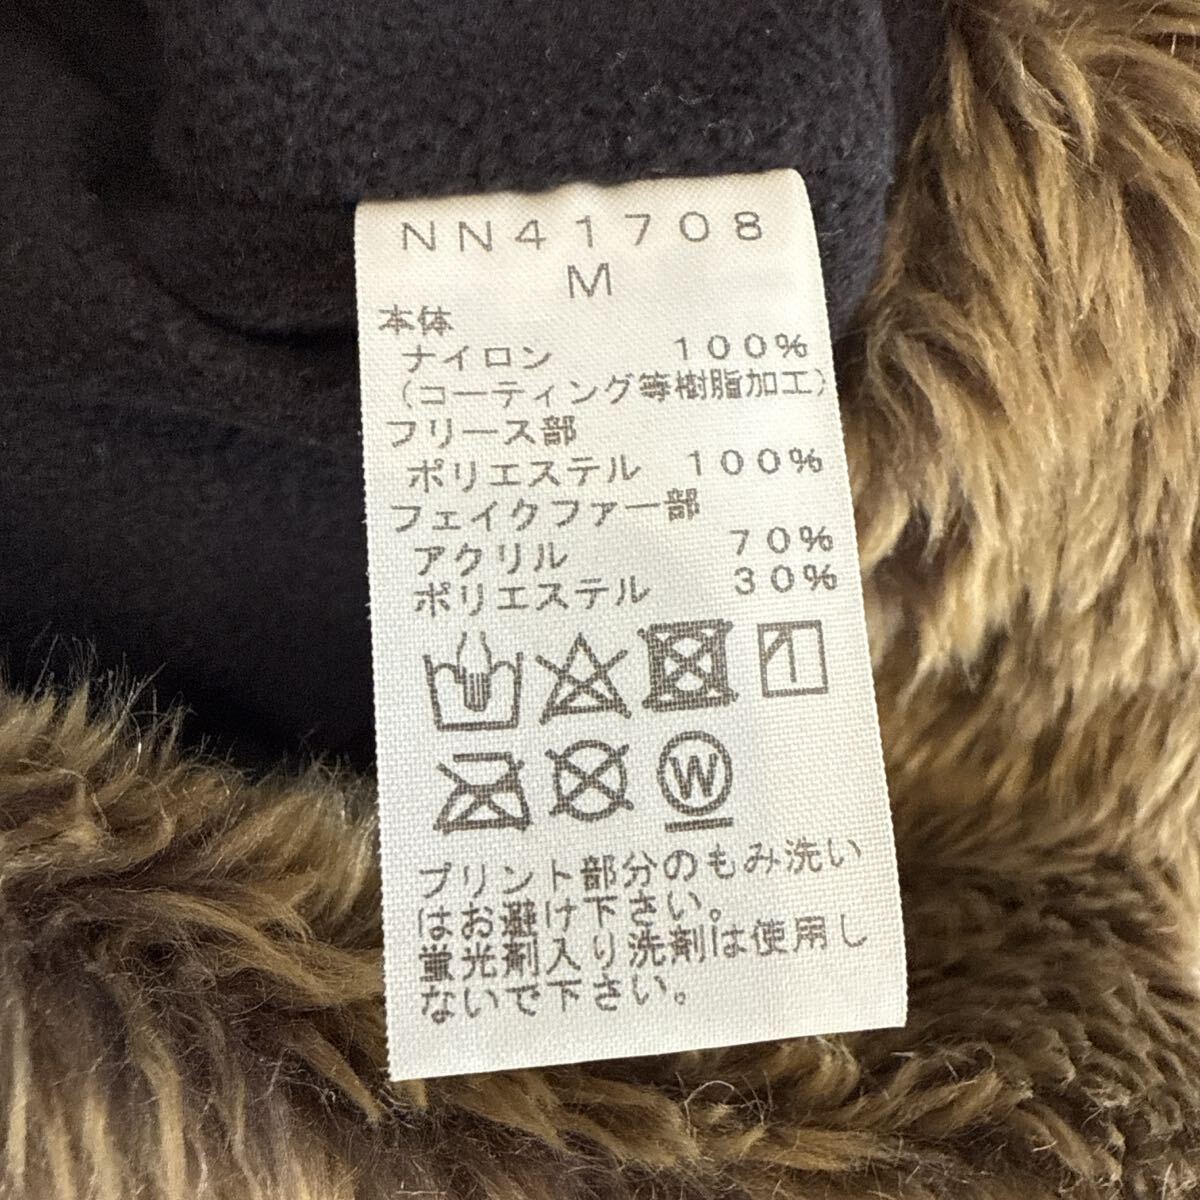 NN41708
M
本体
ナイロン 100%
（コーティング等樹脂加工）
フリース部
ポリエステル 100%
フェイクファー部
アクリル 70%
ポリエステル 30%
W
プリント部分のもみ洗い
はお避け下さい。
蛍光剤入り洗剤は使用し
ないで下さい。